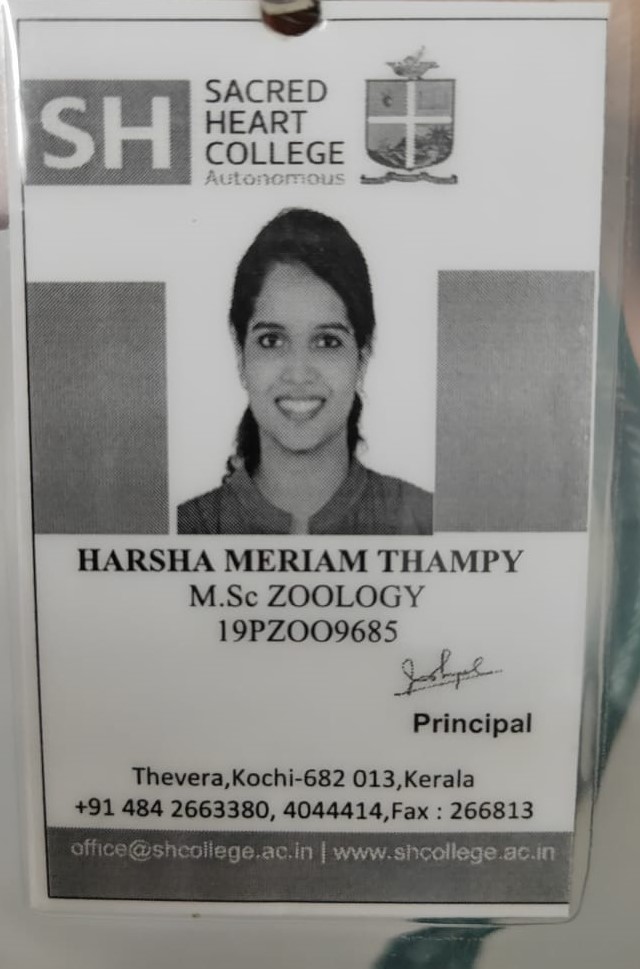 SH
SACRED
HEART
COLLEGE
Autonomous
HARSHA MERIAM THAMPY
M.Sc ZOOLOGY
19PZOO9685
Principal
Thevera,Kochi-682 013,Kerala
+91 484 2663380, 4044414,Fax : 266813
office@shcollege.ac.in | www.shcollege.ac.in